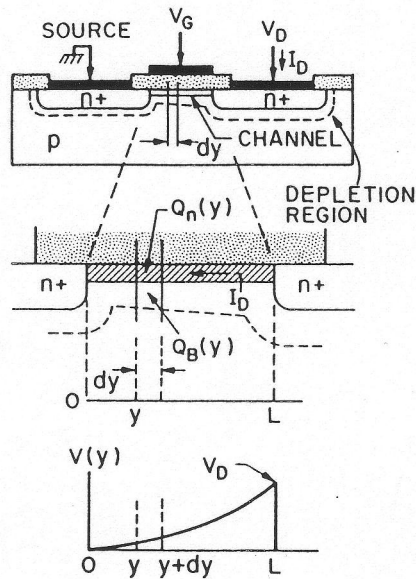 SOURCE
V_G
V_D
I_D
n+
n+
p
CHANNEL
dy
DEPLETION
REGION
Q_n(y)
n+
n+
I_D
Q_B(y)
dy
O
y
L
V(y)
V_D
O
y
y+dy
L